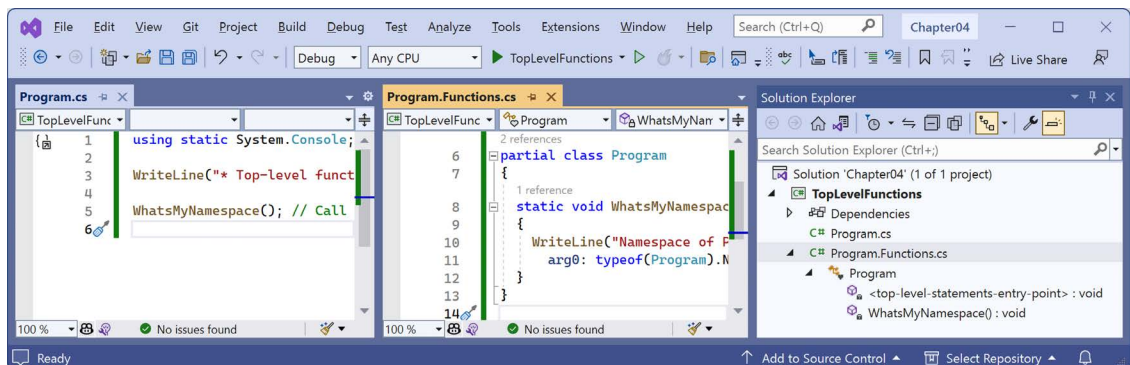 File Edit View Git Project Build Debug Test Analyze Tools Extensions Window Help Search (Ctrl+Q) Chapter04
Debug Any CPU TopLevelFunctions Live Share
Program.cs
TopLevelFunc
1 using static System.Console;
2
3 WriteLine("* Top-level funct
4
5 WhatsMyNamespace(); // Call
6
100 % No issues found
Program.Functions.cs
TopLevelFunc Program WhatsMyNar
2 references
6 partial class Program
7 {
1 reference
8 static void WhatsMyNamespac
9 {
10 WriteLine("Namespace of P
11 arg0: typeof(Program).N
12 }
13 }
14
100 % No issues found
Solution Explorer
Search Solution Explorer (Ctrl+;)
Solution 'Chapter04' (1 of 1 project)
TopLevelFunctions
Dependencies
C# Program.cs
C# Program.Functions.cs
Program
<top-level-statements-entry-point> : void
WhatsMyNamespace() : void
Ready Add to Source Control Select Repository